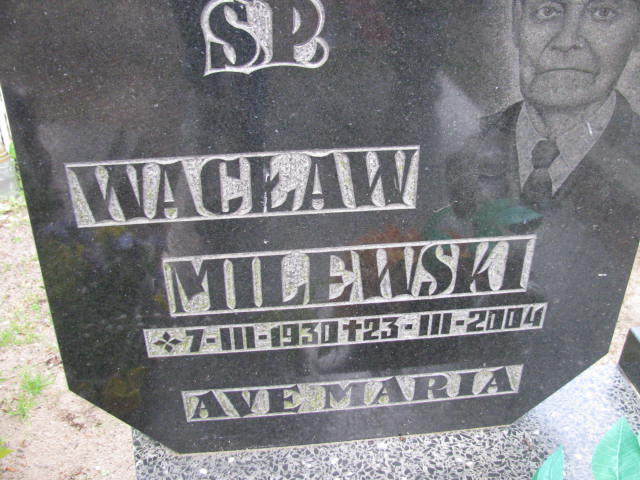 SP.
WACŁAW
MILEWSKI
7-III-1930 ✝ 23-III-2004
AVE MARIA